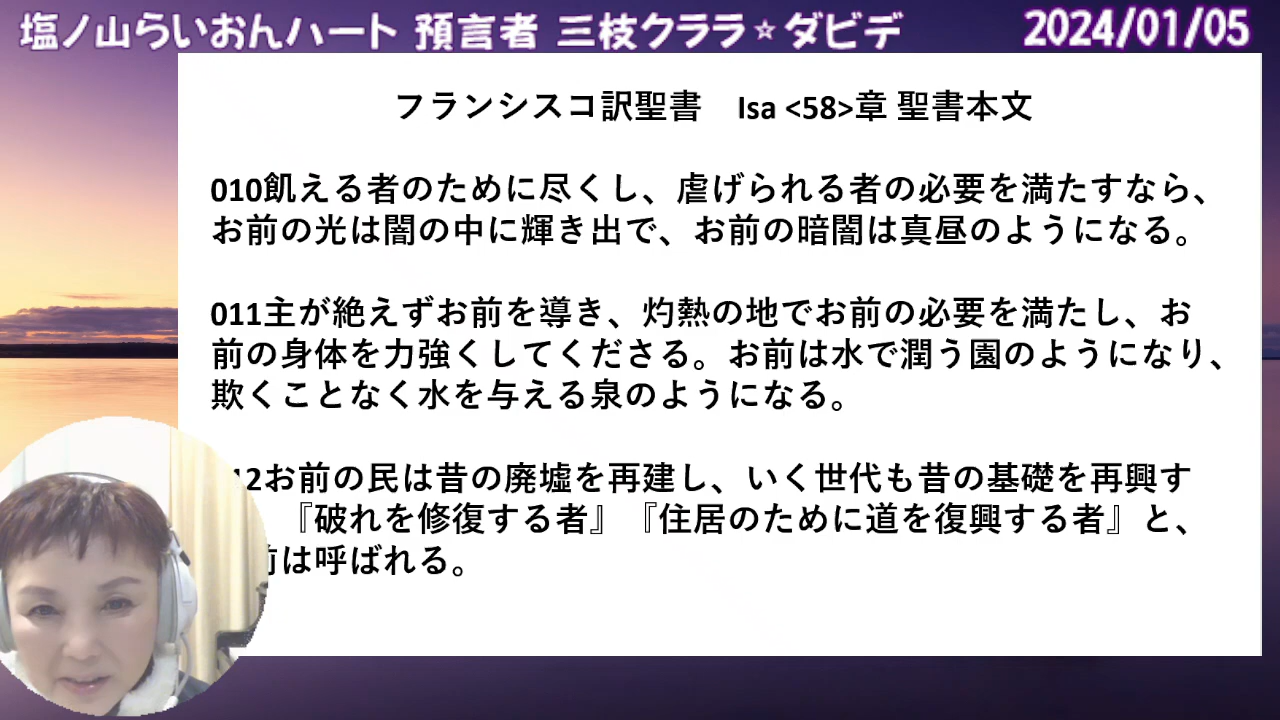 塩ノ山らいおんハート 預言者 三枝クララ☆ダビデ 2024/01/05
フランシスコ訳聖書 Isa <58>章 聖書本文
010飢える者のために尽くし、虐げられる者の必要を満たすなら、
お前の光は闇の中に輝き出で、お前の暗闇は真昼のようになる。
011主が絶えずお前を導き、灼熱の地でお前の必要を満たし、お
前の身体を力強くしてくださる。お前は水で潤う園のようになり、
欺くことなく水を与える泉のようになる。
12お前の民は昔の廃墟を再建し、いく世代も昔の基礎を再興す
『破れを修復する者』『住居のために道を復興する者』と、
前は呼ばれる。